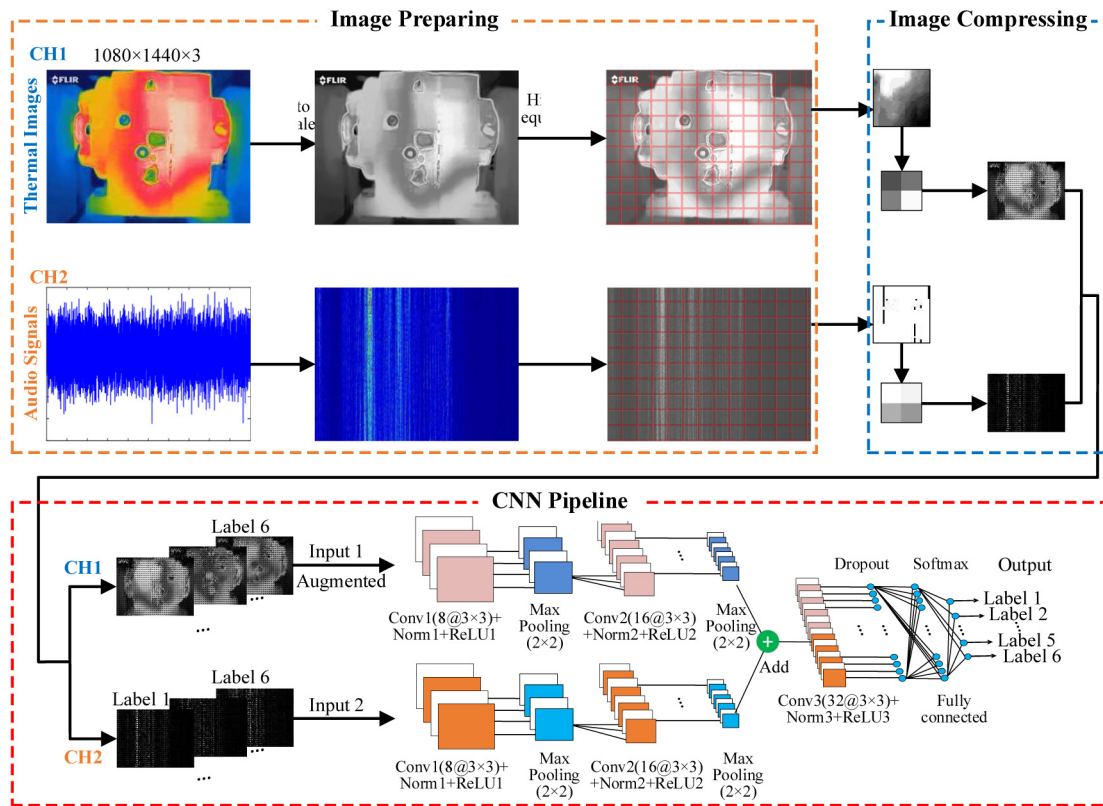 Image Preparing
Image Compressing
CH1
1080×1440×3
Thermal Images
FLIR
to
FLIR
FLIR
CH2
Audio Signals
CNN Pipeline
Label 6
CH1
Input 1
Augmented
...
...
Conv1(8@3×3)+
Norm1+ReLU1
Max
Pooling
(2×2)
Conv2(16@3×3)
+Norm2+ReLU2
Max
Pooling
(2×2)
Add
Dropout
Softmax
Output
Label 1
Label 2
Label 5
Label 6
Conv3(32@3×3)+
Norm3+ReLU3
Fully
connected
Label 6
Label 1
CH2
Input 2
...
...
Conv1(8@3×3)+
Norm1+ReLU1
Max
Pooling
(2×2)
Conv2(16@3×3)
+Norm2+ReLU2
Max
Pooling
(2×2)